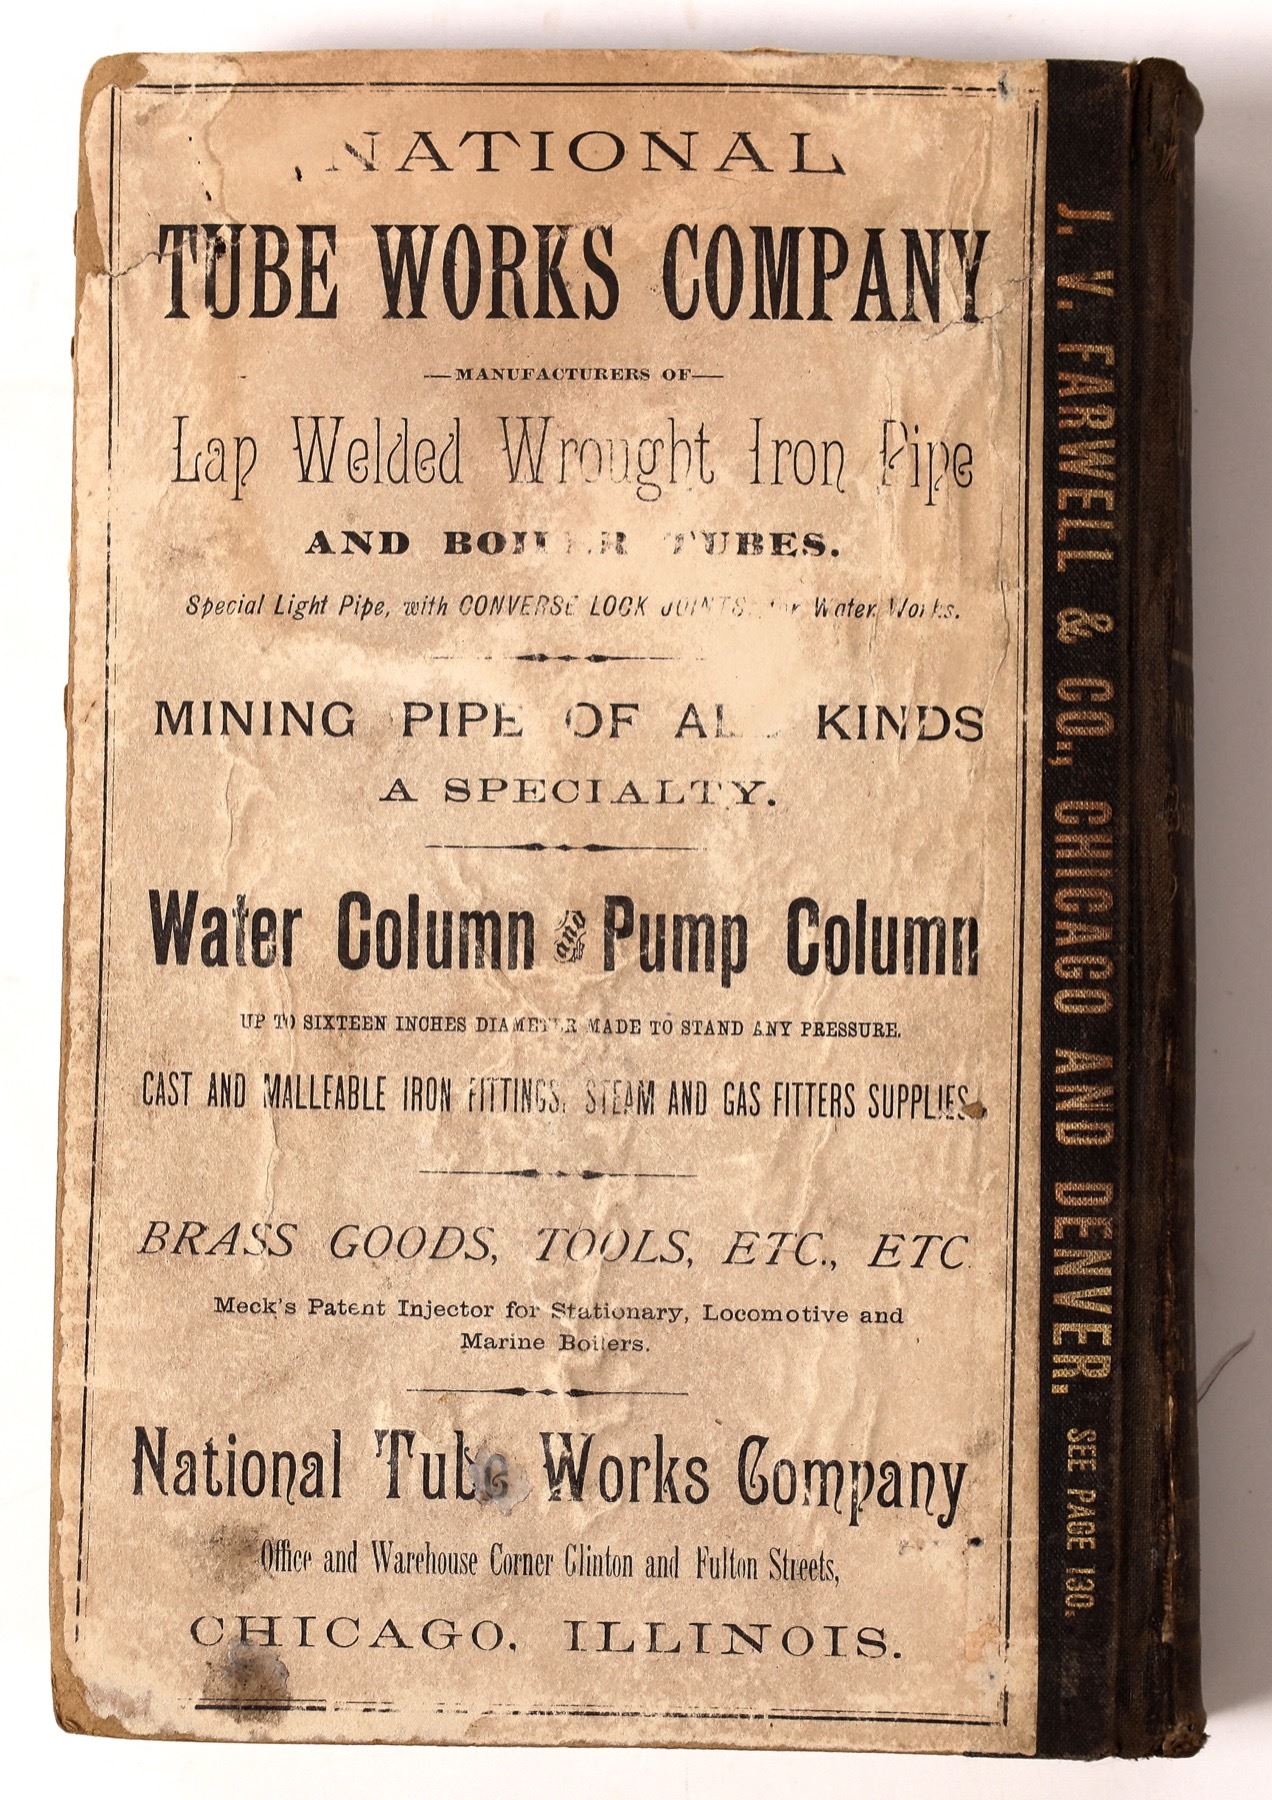 NATIONAL
TUBE WORKS COMPANY
—MANUFACTURERS OF—
Lap Welded Wrought Iron Pipe
AND BOILER TUBES.
Special Light Pipe, with CONVERSE LOCK JOINTS, for Water Works.
MINING PIPE OF ALL KINDS
A SPECIALTY.
Water Column and Pump Column
UP TO SIXTEEN INCHES DIAMETER MADE TO STAND ANY PRESSURE.
CAST AND MALLEABLE IRON FITTINGS, STEAM AND GAS FITTERS SUPPLIES.
BRASS GOODS, TOOLS, ETC., ETC.
Meck's Patent Injector for Stationary, Locomotive and
Marine Boilers.
National Tube Works Company
Office and Warehouse Corner Clinton and Fulton Streets,
CHICAGO, ILLINOIS.
J. V. FARWELL & CO., CHICAGO AND DENVER. SEE PAGE 130.